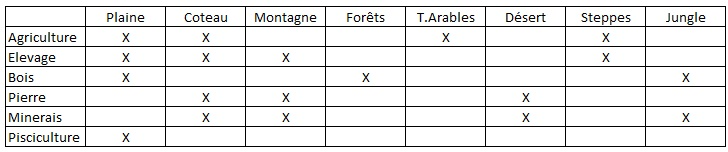 Plaine Coteau Montagne Forêts T.Arables Désert Steppes Jungle
Agriculture X X X X
Elevage X X X X
Bois X X X
Pierre X X X
Minerais X X X X
Pisciculture X